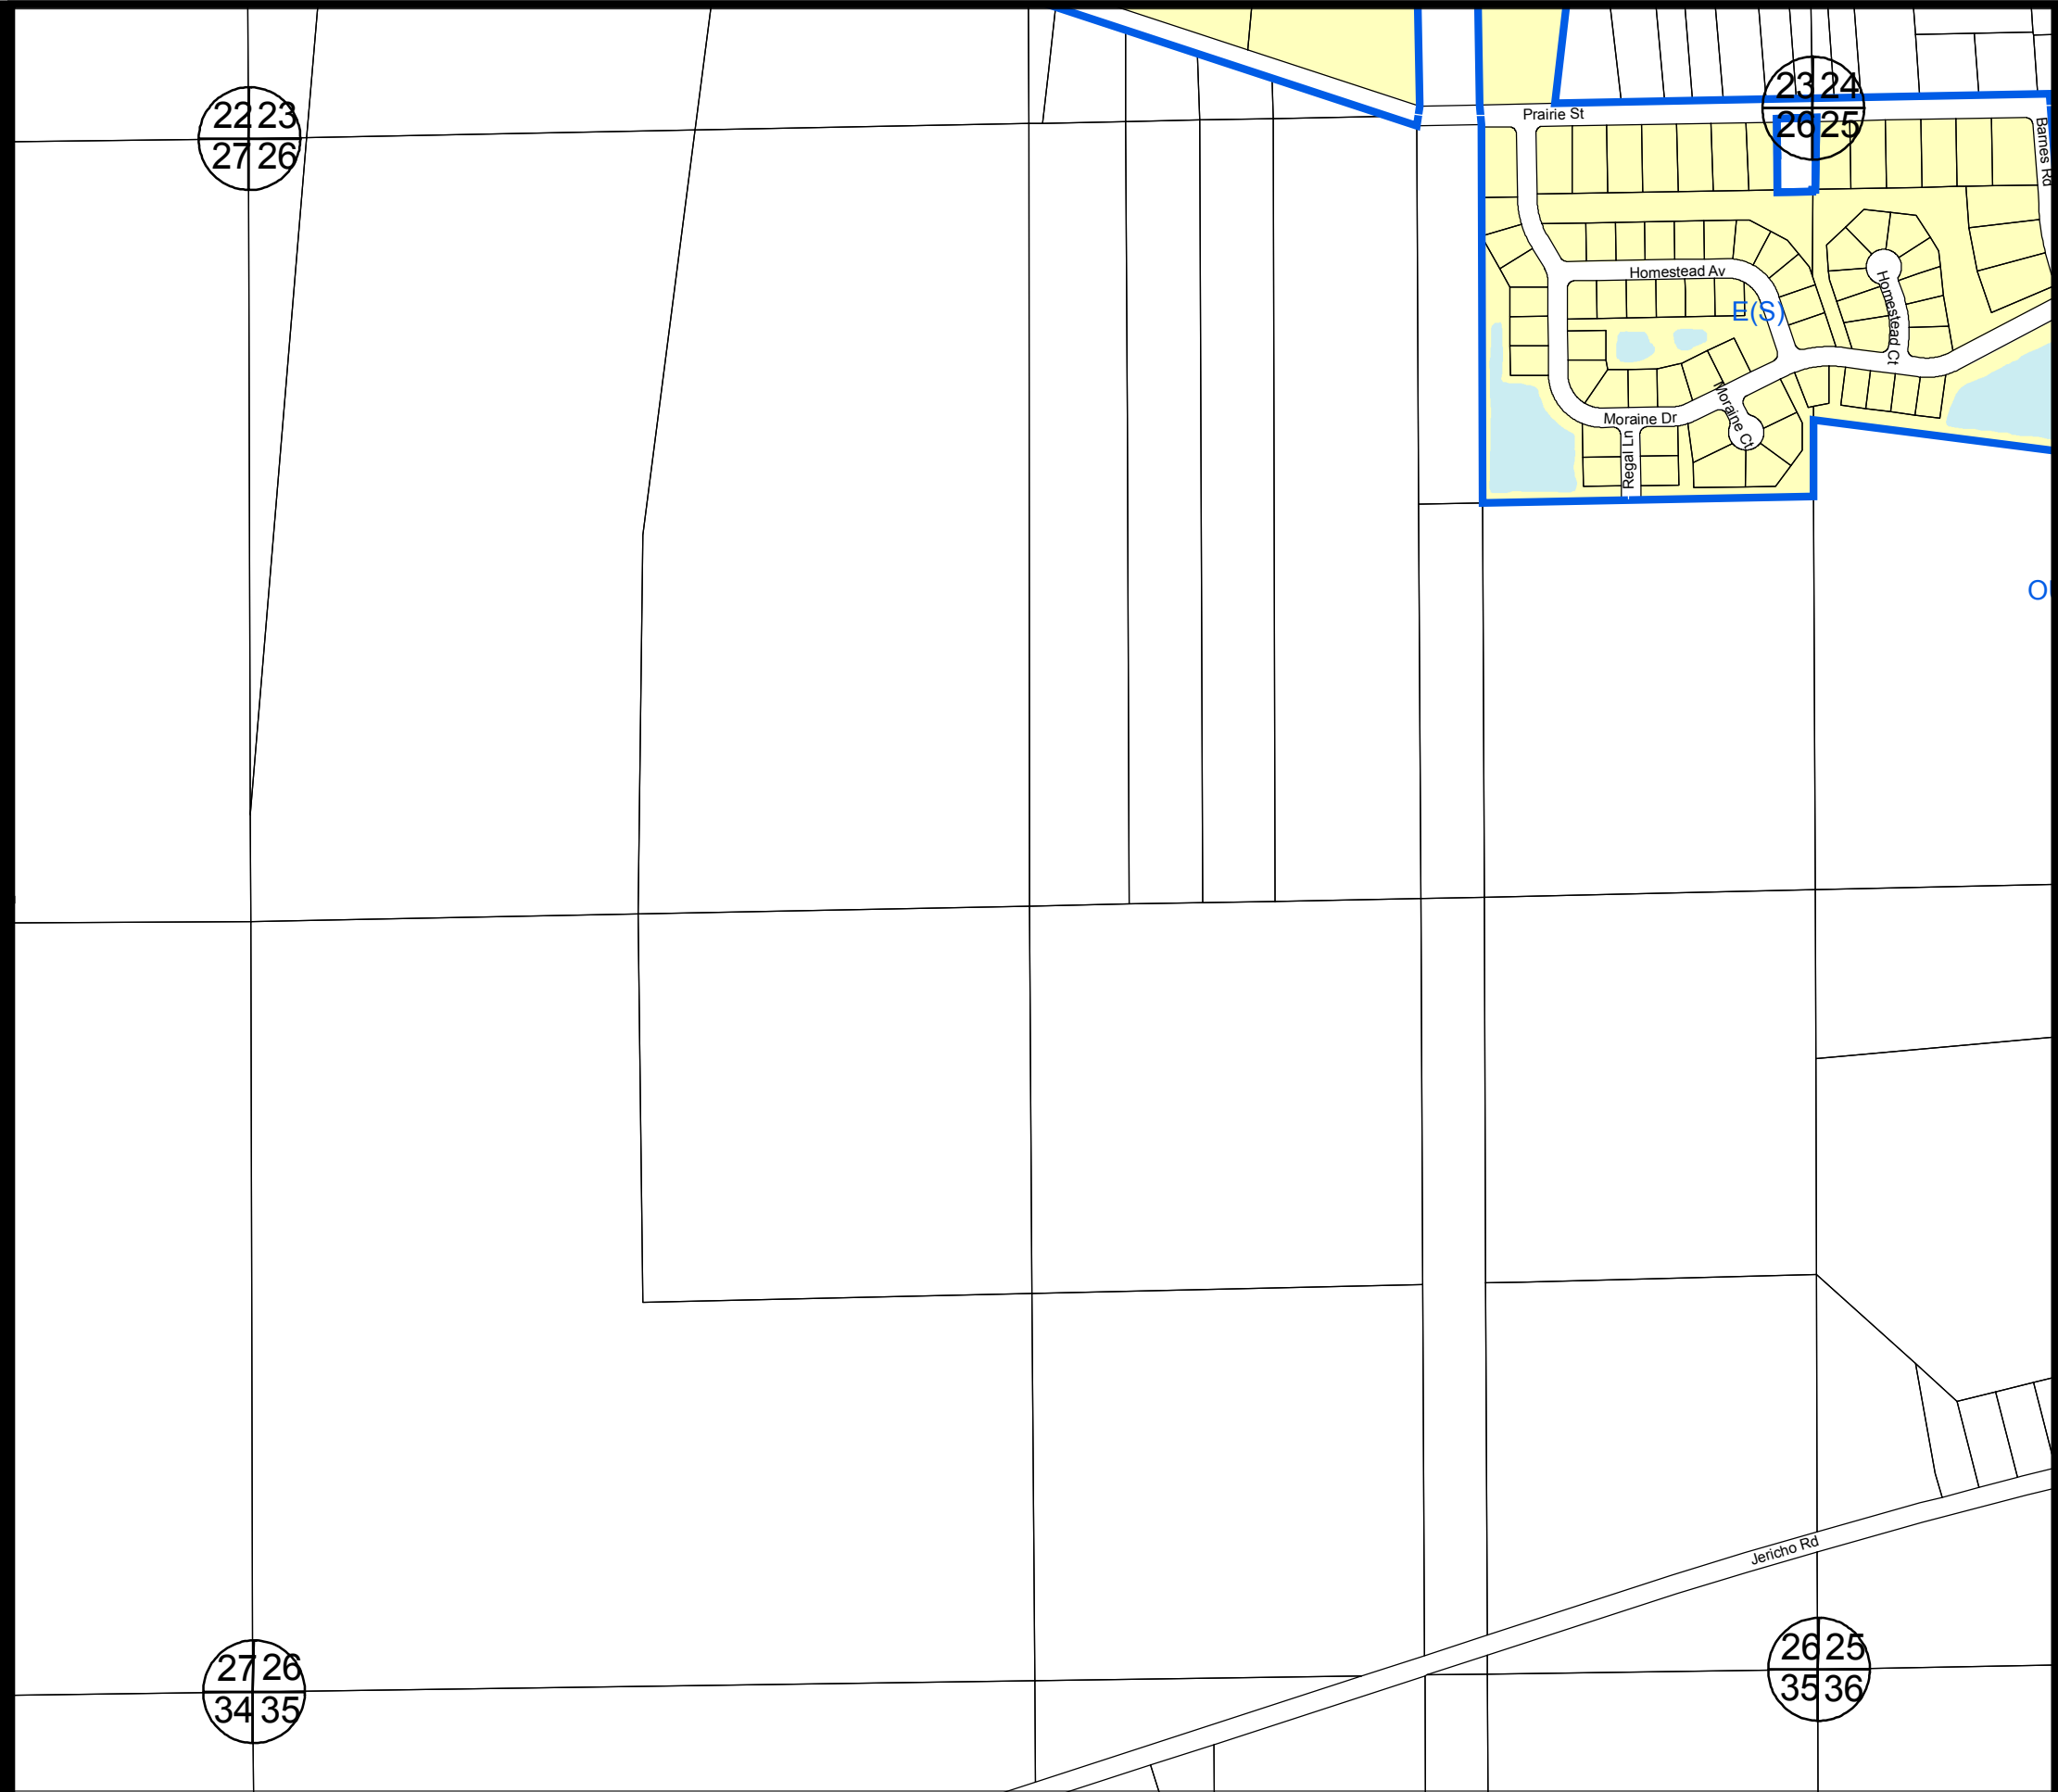 23 24
22 23
Prairie St
26 25
27 26
Barnes Rd
Homestead Av
E(S)
Homestead Ct
Moraine Ct
Moraine Dr
Regal Ln
Jericho Rd
26 25
27 26
35 36
34 35